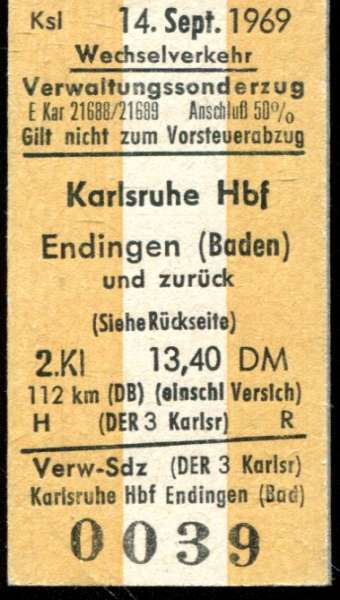 Ksl 14. Sept. 1969
Wechselverkehr
Verwaltungssonderzug
E Kar 21688/21689 Anschluß 50%
Gilt nicht zum Vorsteuerabzug
Karlsruhe Hbf
Endingen (Baden)
und zurück
(Siehe Rückseite)
2.Kl 13,40 DM
112 km (DB) (einschl Versich)
H (DER 3 Karlsr) R
Verw-Sdz (DER 3 Karlsr)
Karlsruhe Hbf Endingen (Bad)
0039